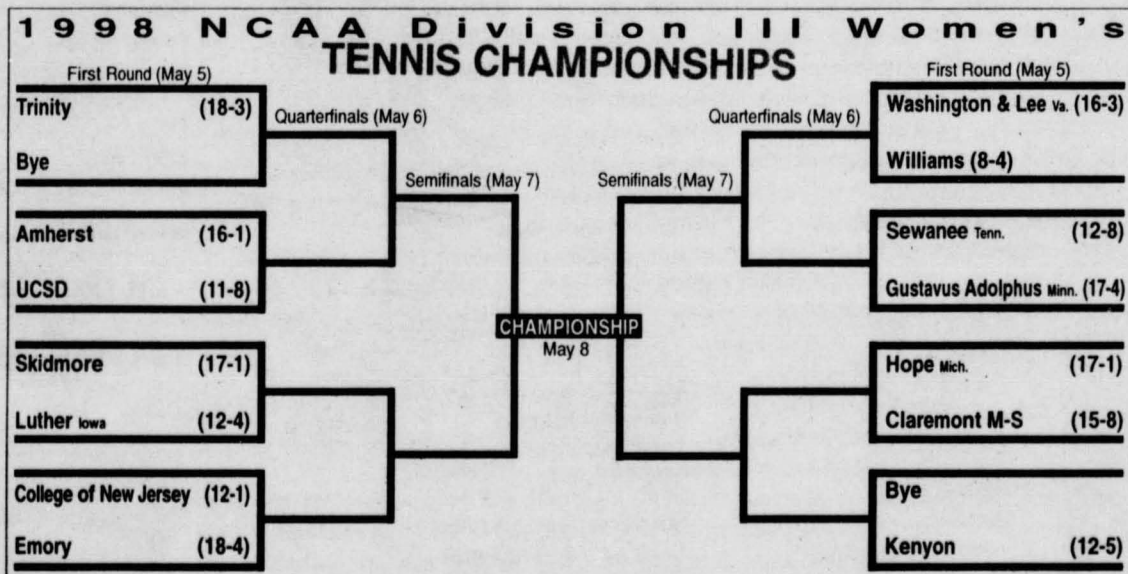 1998 NCAA Division III Women's
TENNIS CHAMPIONSHIPS
First Round (May 5)
Trinity (18-3)
Bye
Amherst (16-1)
UCSD (11-8)
Skidmore (17-1)
Luther Iowa (12-4)
College of New Jersey (12-1)
Emory (18-4)
Quarterfinals (May 6)
Semifinals (May 7)
CHAMPIONSHIP
May 8
Semifinals (May 7)
Quarterfinals (May 6)
First Round (May 5)
Washington & Lee Va. (16-3)
Williams (8-4)
Sewanee Tenn. (12-8)
Gustavus Adolphus Minn. (17-4)
Hope Mich. (17-1)
Claremont M-S (15-8)
Bye
Kenyon (12-5)